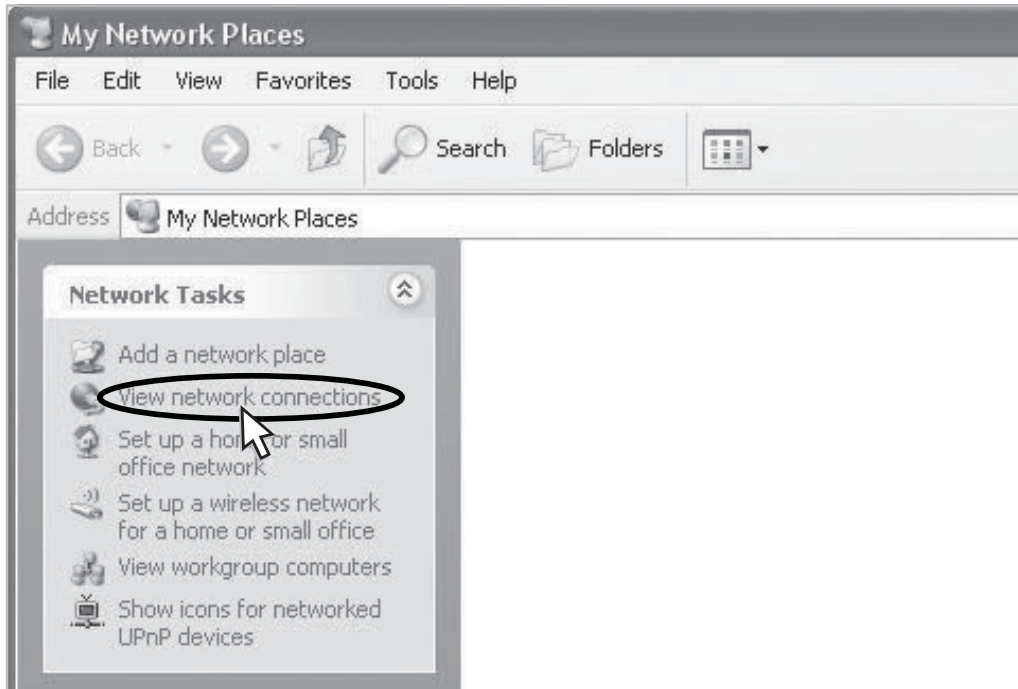 My Network Places
File Edit View Favorites Tools Help
Back Search Folders
Address My Network Places
Network Tasks
Add a network place
View network connections
Set up a home or small
office network
Set up a wireless network
for a home or small office
View workgroup computers
Show icons for networked
UPnP devices